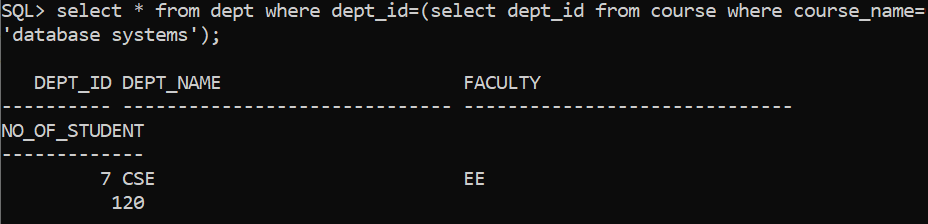 SQL> select * from dept where dept_id=(select dept_id from course where course_name=
'database systems');
   DEPT_ID DEPT_NAME                      FACULTY
---------- ------------------------------ ------------------------------
NO_OF_STUDENT
-------------
         7 CSE                            EE
          120